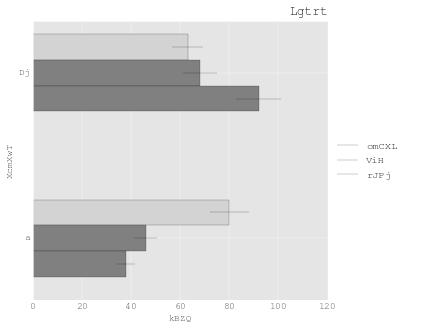 Lgtrt
Dj
XcmXwT
a
0 20 40 60 80 100 120
kBZQ
omCXL
ViH
rJPj